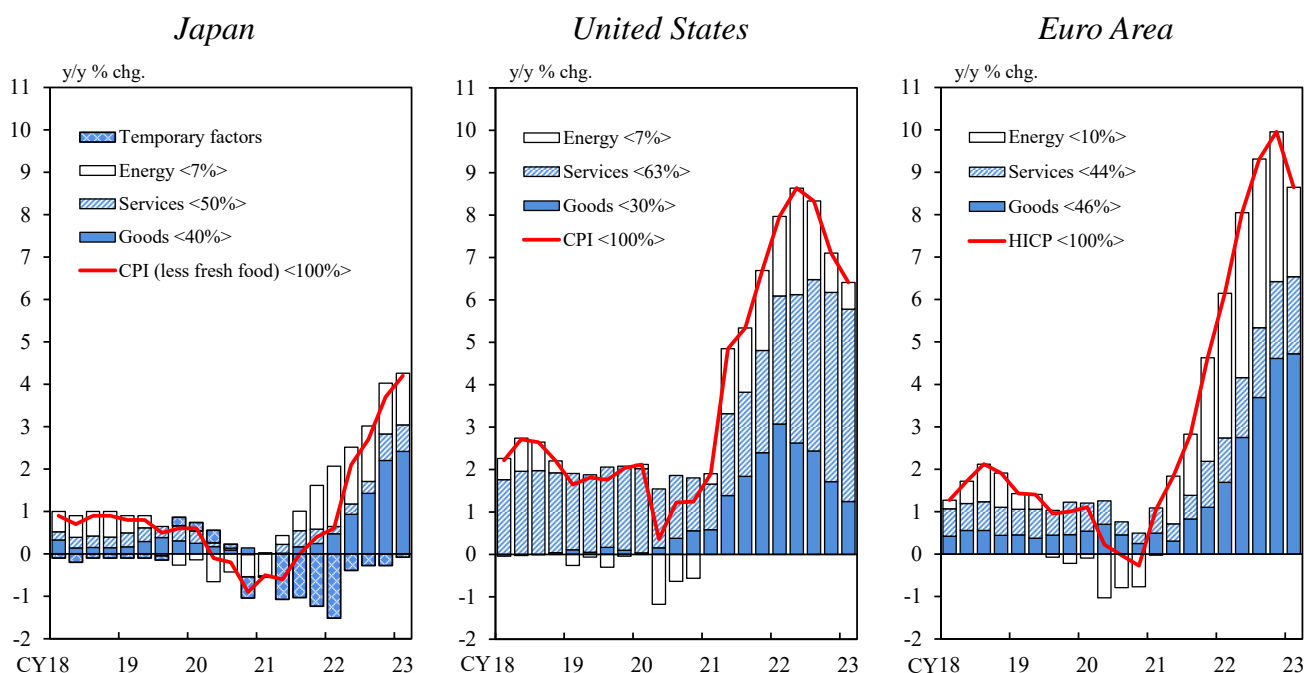 Japan
y/y % chg.
11
10
9
8
7
6
5
4
3
2
1
0
-1
-2
Temporary factors
Energy <7%>
Services <50%>
Goods <40%>
CPI (less fresh food) <100%>
CY18 19 20 21 22 23
United States
y/y % chg.
11
10
9
8
7
6
5
4
3
2
1
0
-1
-2
Energy <7%>
Services <63%>
Goods <30%>
CPI <100%>
CY18 19 20 21 22 23
Euro Area
y/y % chg.
11
10
9
8
7
6
5
4
3
2
1
0
-1
-2
Energy <10%>
Services <44%>
Goods <46%>
HICP <100%>
CY18 19 20 21 22 23